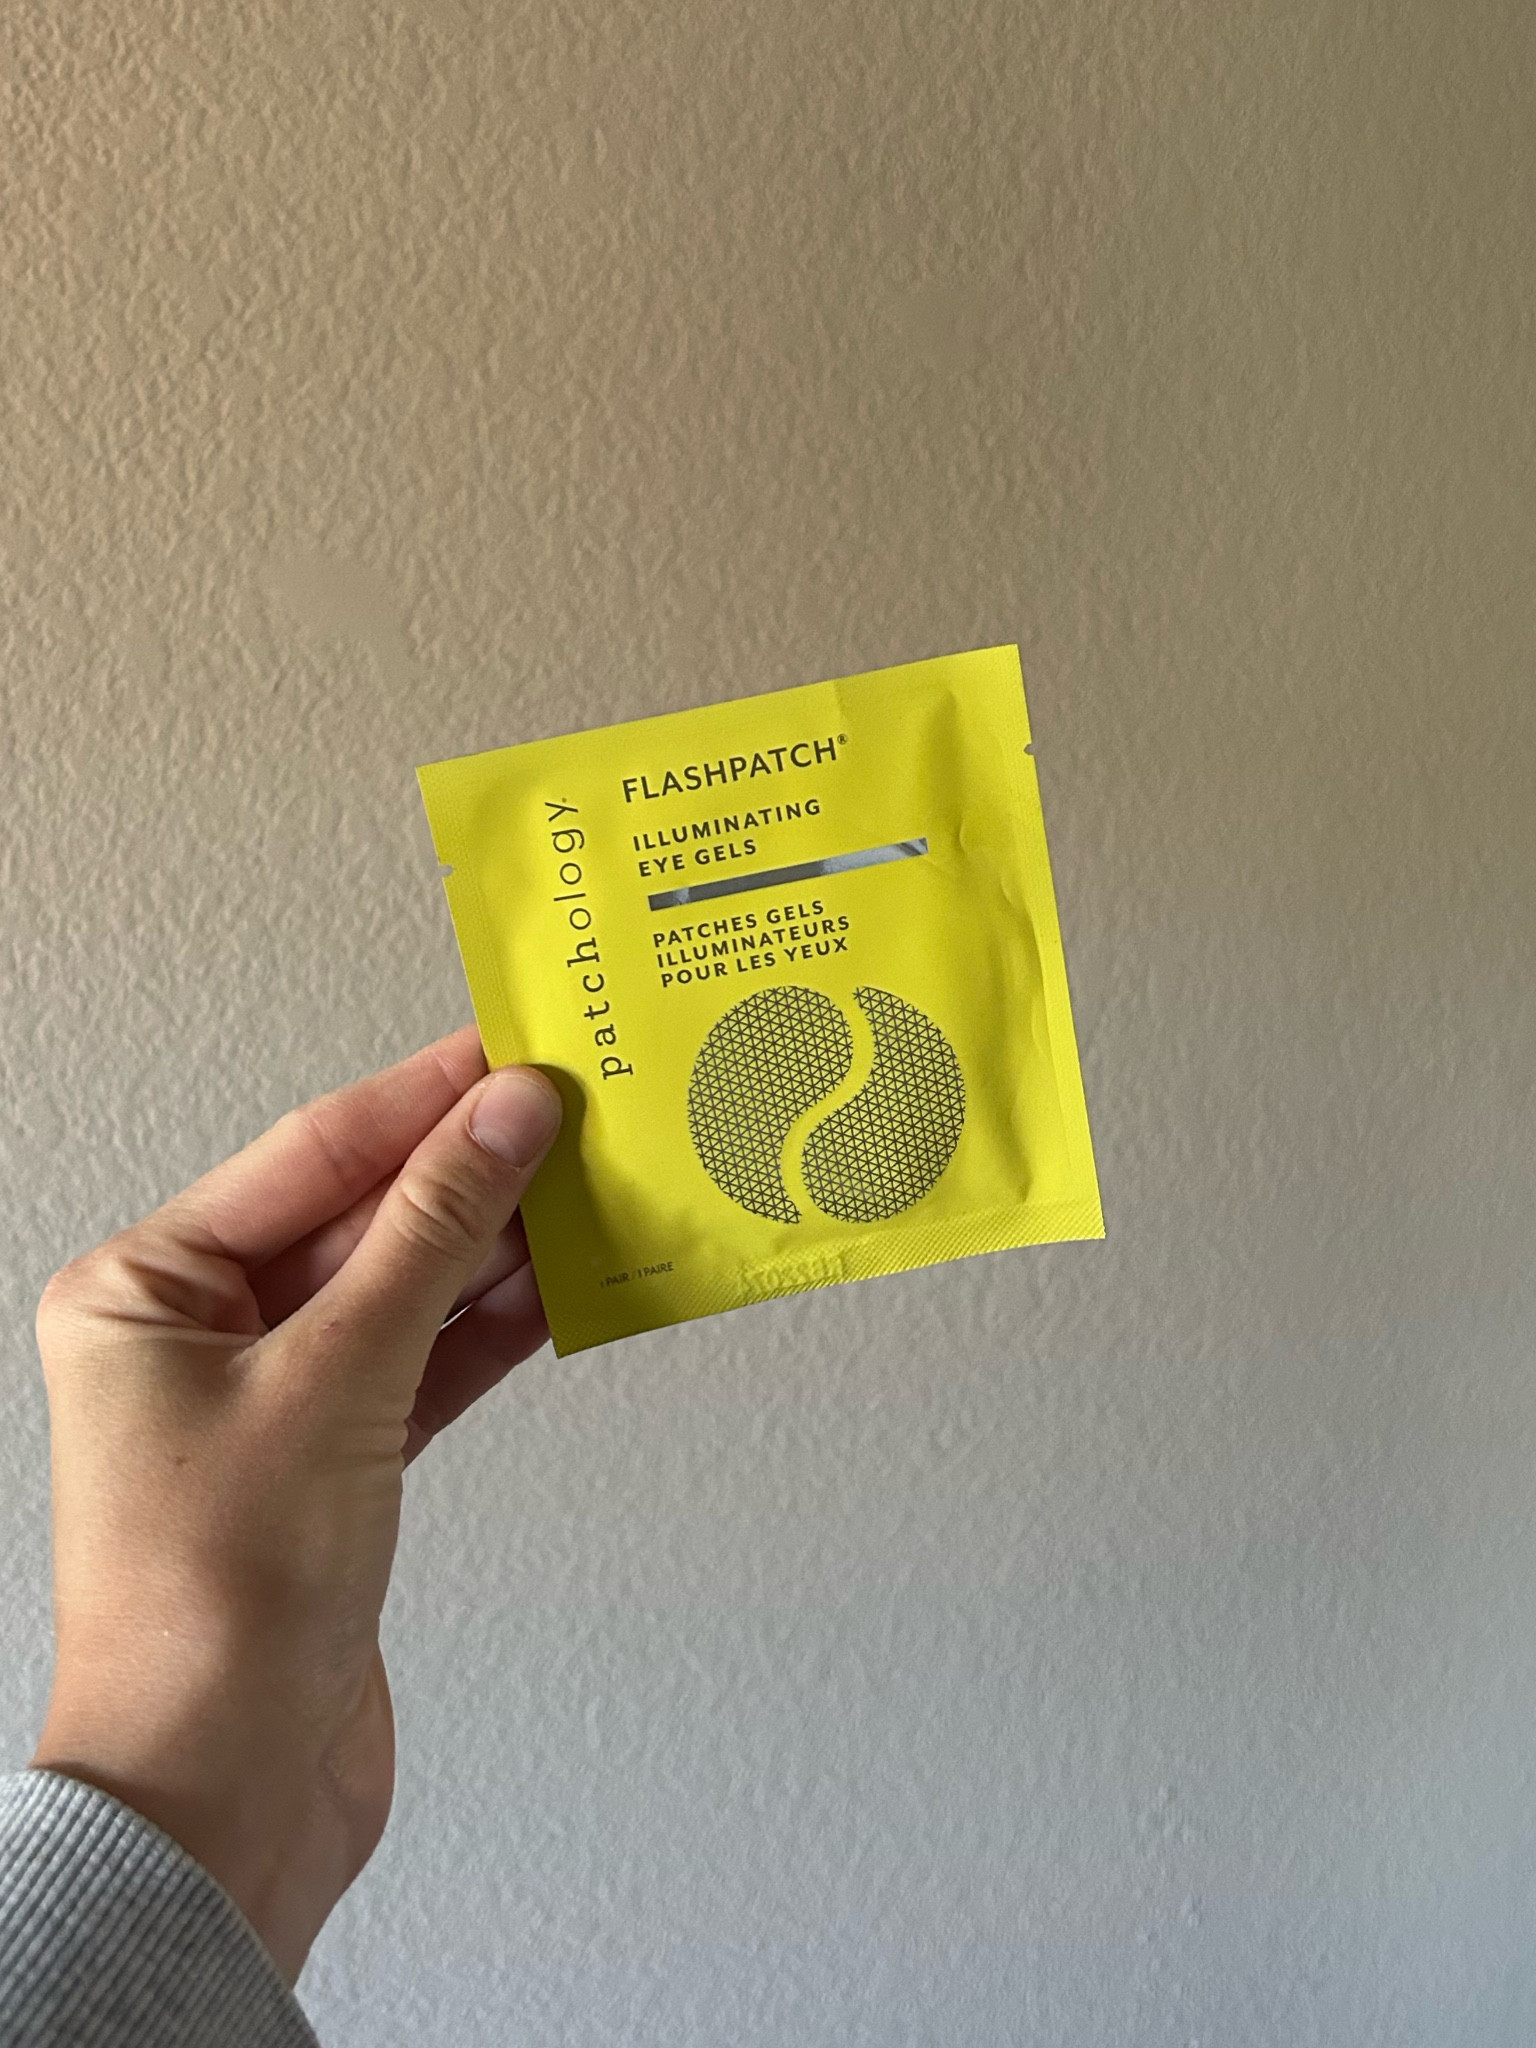 patchology®
FLASHPATCH®
ILLUMINATING
EYE GELS
PATCHES GELS
ILLUMINATEURS
POUR LES YEUX
1 PAIR / 1 PAIRE